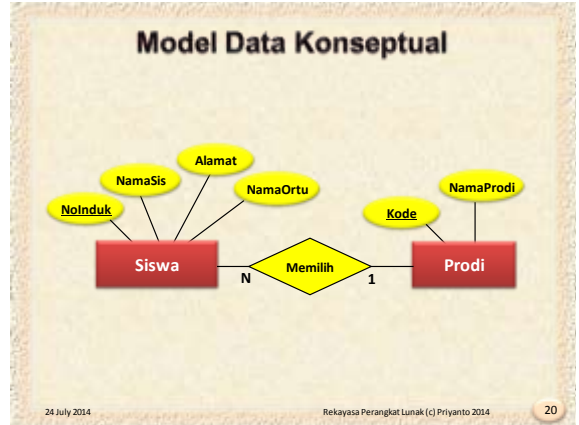 Model Data Konseptual
Alamat
NamaSis
NamaOrtu
NamaProdi
NoInduk
Kode
Siswa
Memilih
Prodi
N
1
24 July 2014
Rekayasa Perangkat Lunak (c) Priyanto 2014
20